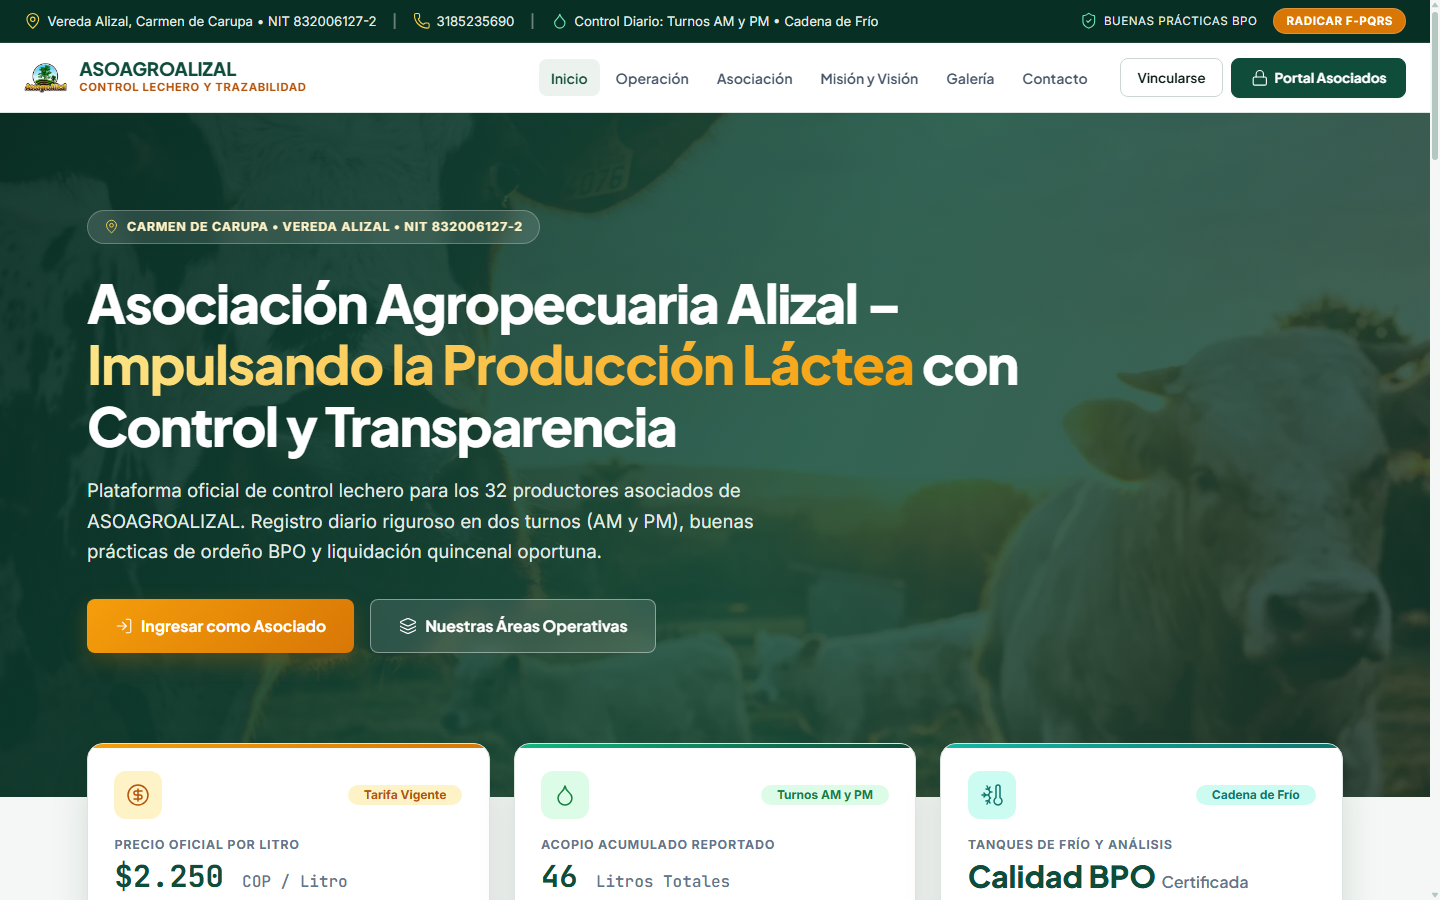 Vereda Alizal, Carmen de Carupa • NIT 832006127-2 | 3185235690 | Control Diario: Turnos AM y PM • Cadena de Frío
BUENAS PRÁCTICAS BPO
RADICAR F-PQRS
ASOAGROALIZAL
CONTROL LECHERO Y TRAZABILIDAD
Inicio Operación Asociación Misión y Visión Galería Contacto Vincularse Portal Asociados
CARMEN DE CARUPA • VEREDA ALIZAL • NIT 832006127-2
Asociación Agropecuaria Alizal –
Impulsando la Producción Láctea con
Control y Transparencia
Plataforma oficial de control lechero para los 32 productores asociados de
ASOAGROALIZAL. Registro diario riguroso en dos turnos (AM y PM), buenas
prácticas de ordeño BPO y liquidación quincenal oportuna.
Ingresar como Asociado
Nuestras Áreas Operativas
Tarifa Vigente
PRECIO OFICIAL POR LITRO
$2.250 COP / Litro
Turnos AM y PM
ACOPIO ACUMULADO REPORTADO
46 Litros Totales
Cadena de Frío
TANQUES DE FRÍO Y ANÁLISIS
Calidad BPO Certificada